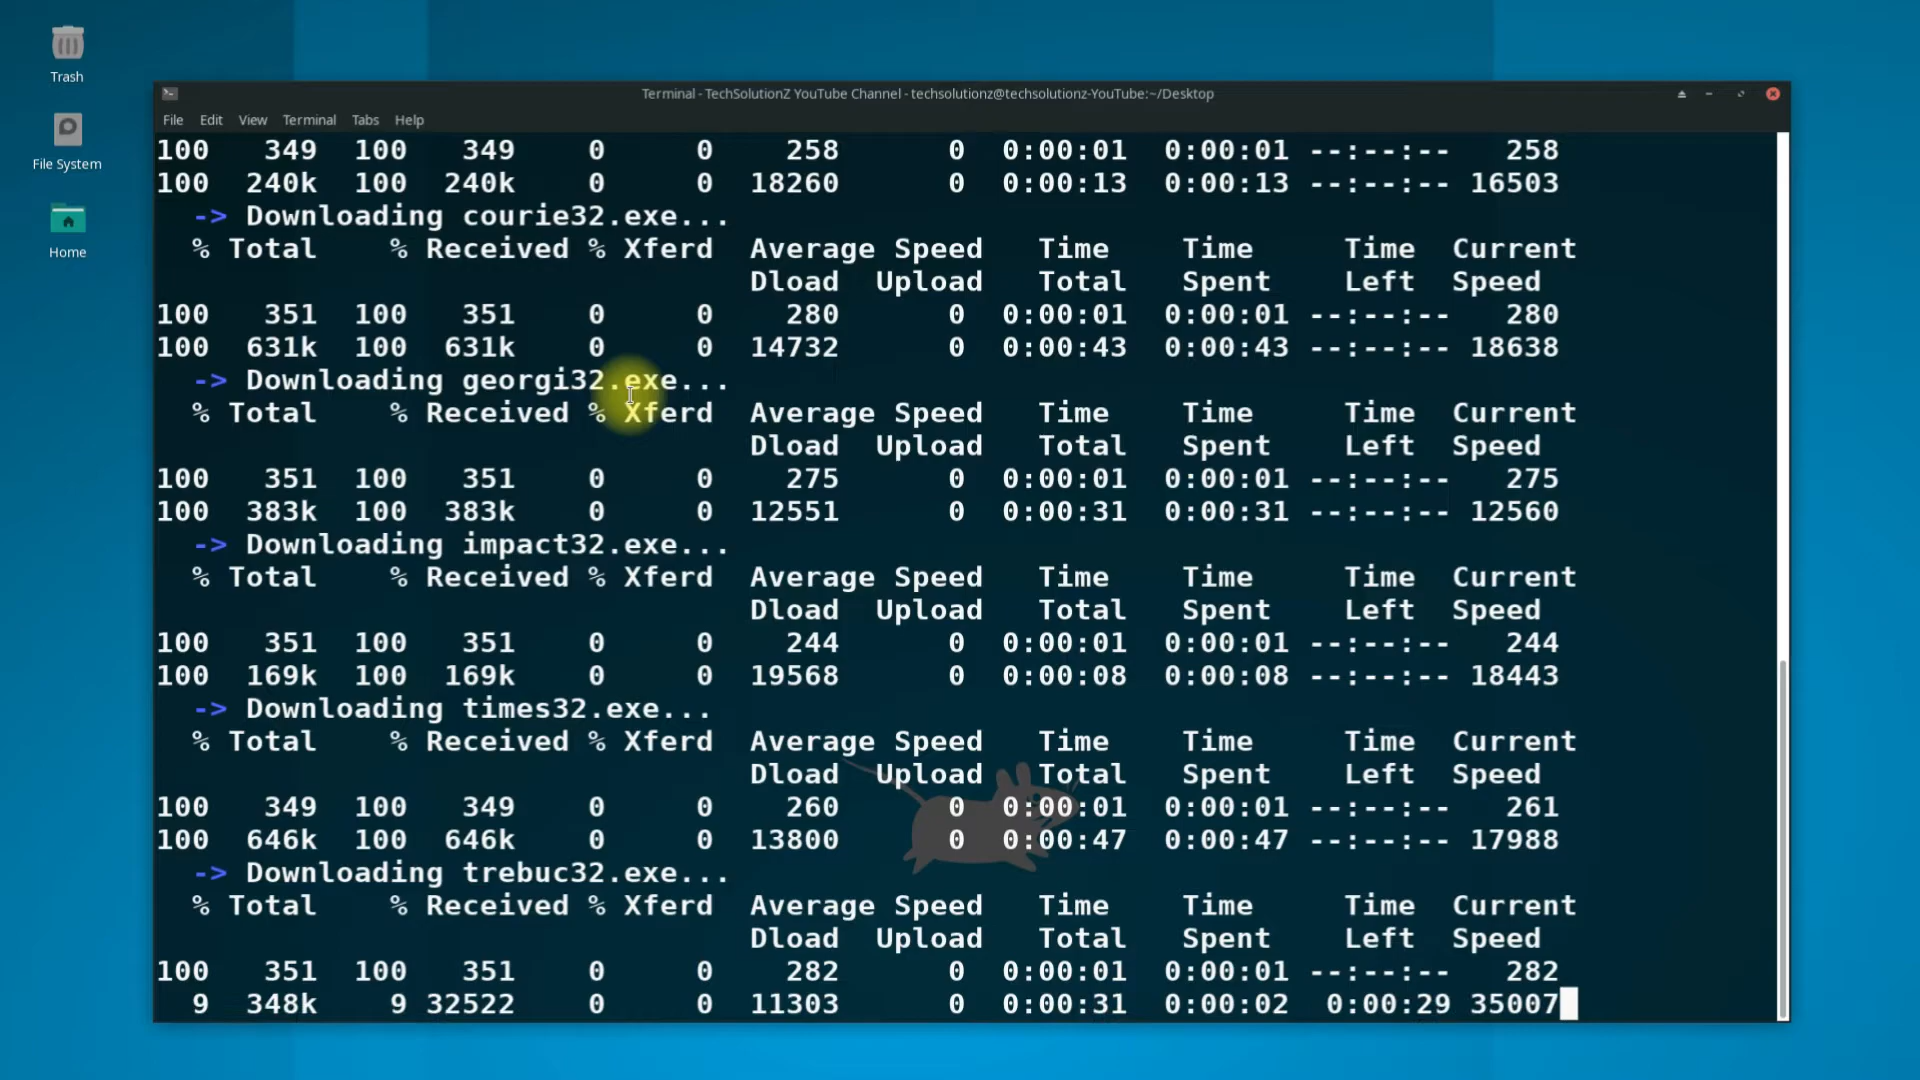 Trash
File System
Home
Terminal - TechSolutionZ YouTube Channel - techsolutionz@techsolutionz-YouTube:~/Desktop
File Edit View Terminal Tabs Help
100 349 100 349 0 0 258 0 0:00:01 0:00:01 --:--:-- 258
100 240k 100 240k 0 0 18260 0 0:00:13 0:00:13 --:--:-- 16503
-> Downloading courie32.exe...
% Total % Received % Xferd Average Speed Time Time Time Current
Dload Upload Total Spent Left Speed
100 351 100 351 0 0 280 0 0:00:01 0:00:01 --:--:-- 280
100 631k 100 631k 0 0 14732 0 0:00:43 0:00:43 --:--:-- 18638
-> Downloading georgi32.exe...
% Total % Received % Xferd Average Speed Time Time Time Current
Dload Upload Total Spent Left Speed
100 351 100 351 0 0 275 0 0:00:01 0:00:01 --:--:-- 275
100 383k 100 383k 0 0 12551 0 0:00:31 0:00:31 --:--:-- 12560
-> Downloading impact32.exe...
% Total % Received % Xferd Average Speed Time Time Time Current
Dload Upload Total Spent Left Speed
100 351 100 351 0 0 244 0 0:00:01 0:00:01 --:--:-- 244
100 169k 100 169k 0 0 19568 0 0:00:08 0:00:08 --:--:-- 18443
-> Downloading times32.exe...
% Total % Received % Xferd Average Speed Time Time Time Current
Dload Upload Total Spent Left Speed
100 349 100 349 0 0 260 0 0:00:01 0:00:01 --:--:-- 261
100 646k 100 646k 0 0 13800 0 0:00:47 0:00:47 --:--:-- 17988
-> Downloading trebuc32.exe...
% Total % Received % Xferd Average Speed Time Time Time Current
Dload Upload Total Spent Left Speed
100 351 100 351 0 0 282 0 0:00:01 0:00:01 --:--:-- 282
9 348k 9 32522 0 0 11303 0 0:00:31 0:00:02 0:00:29 35007